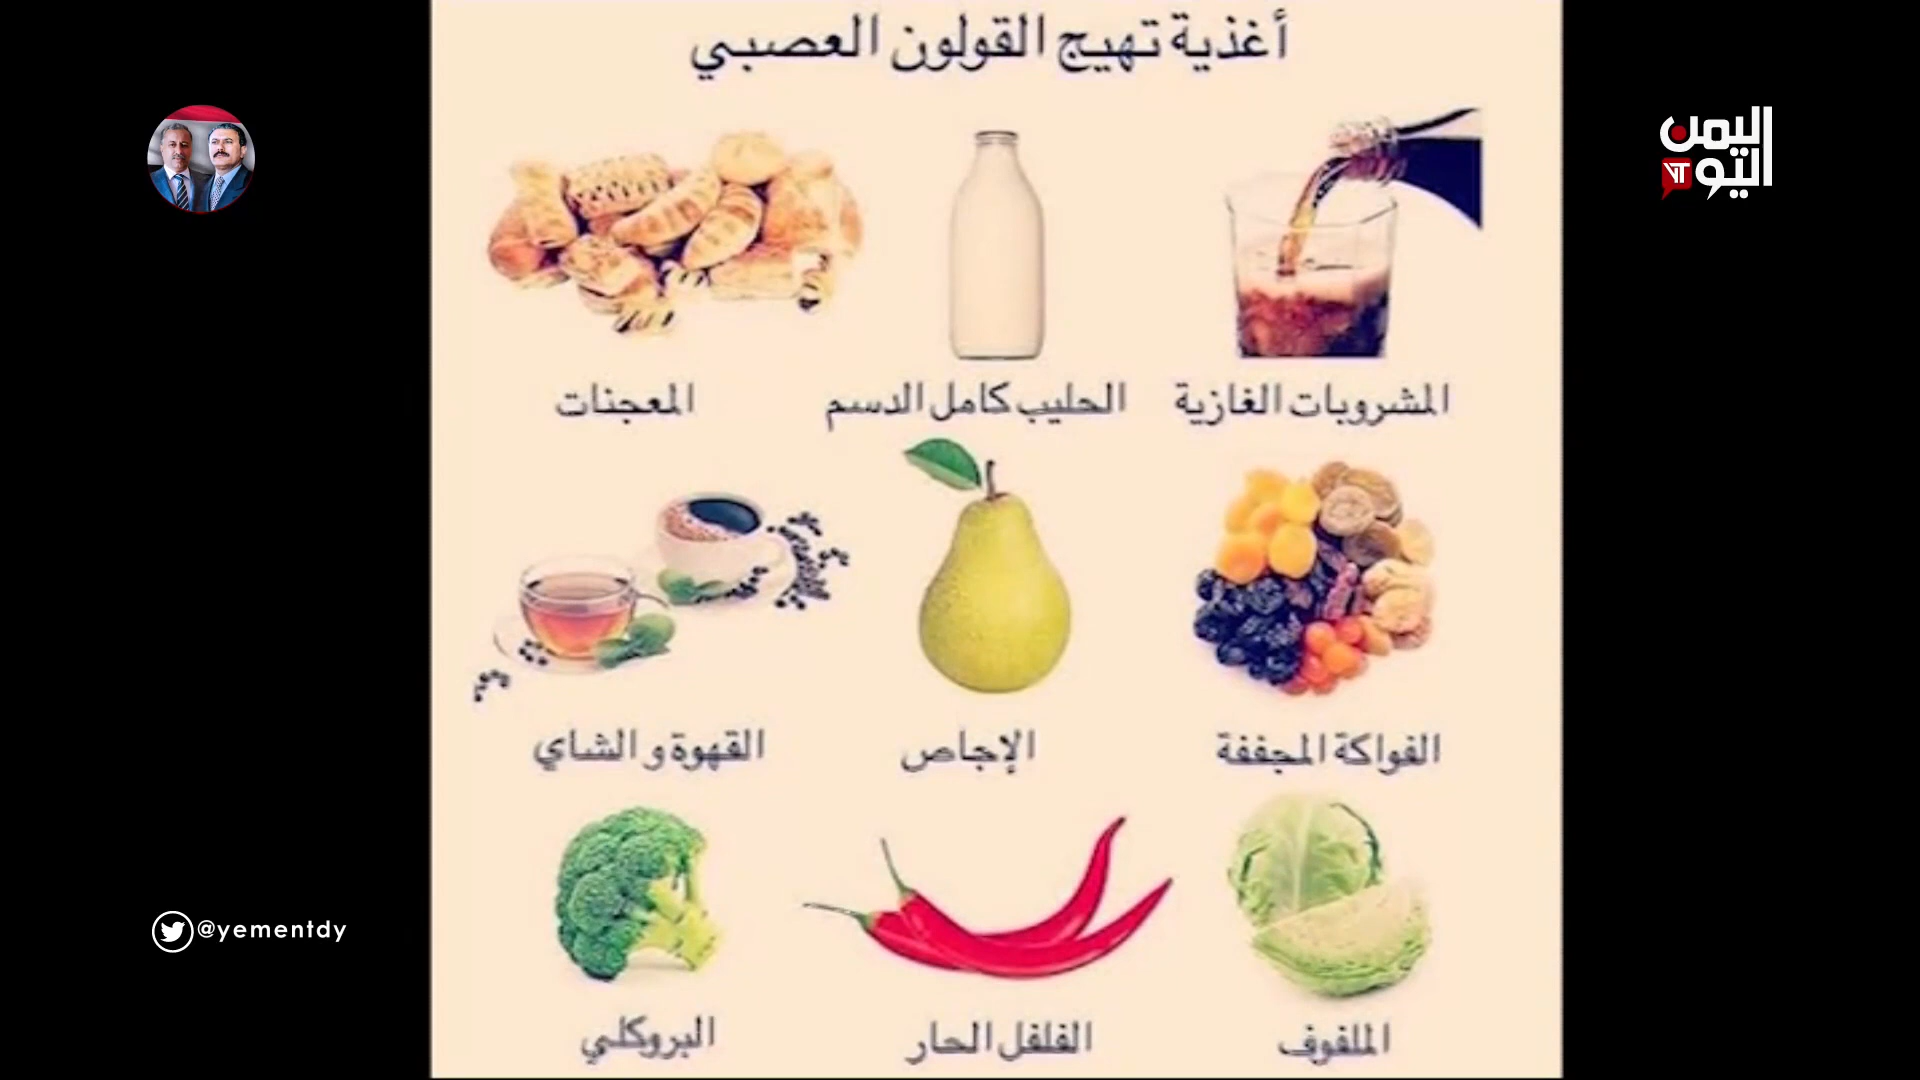 أغذية تهيج القولون العصبي
اليمن
اليوم
YT
المشروبات الغازية
الحليب كامل الدسم
المعجنات
الفواكة المجففة
الإجاص
القهوة و الشاي
@yementdy
الملفوف
الفلفل الحار
البروكلي